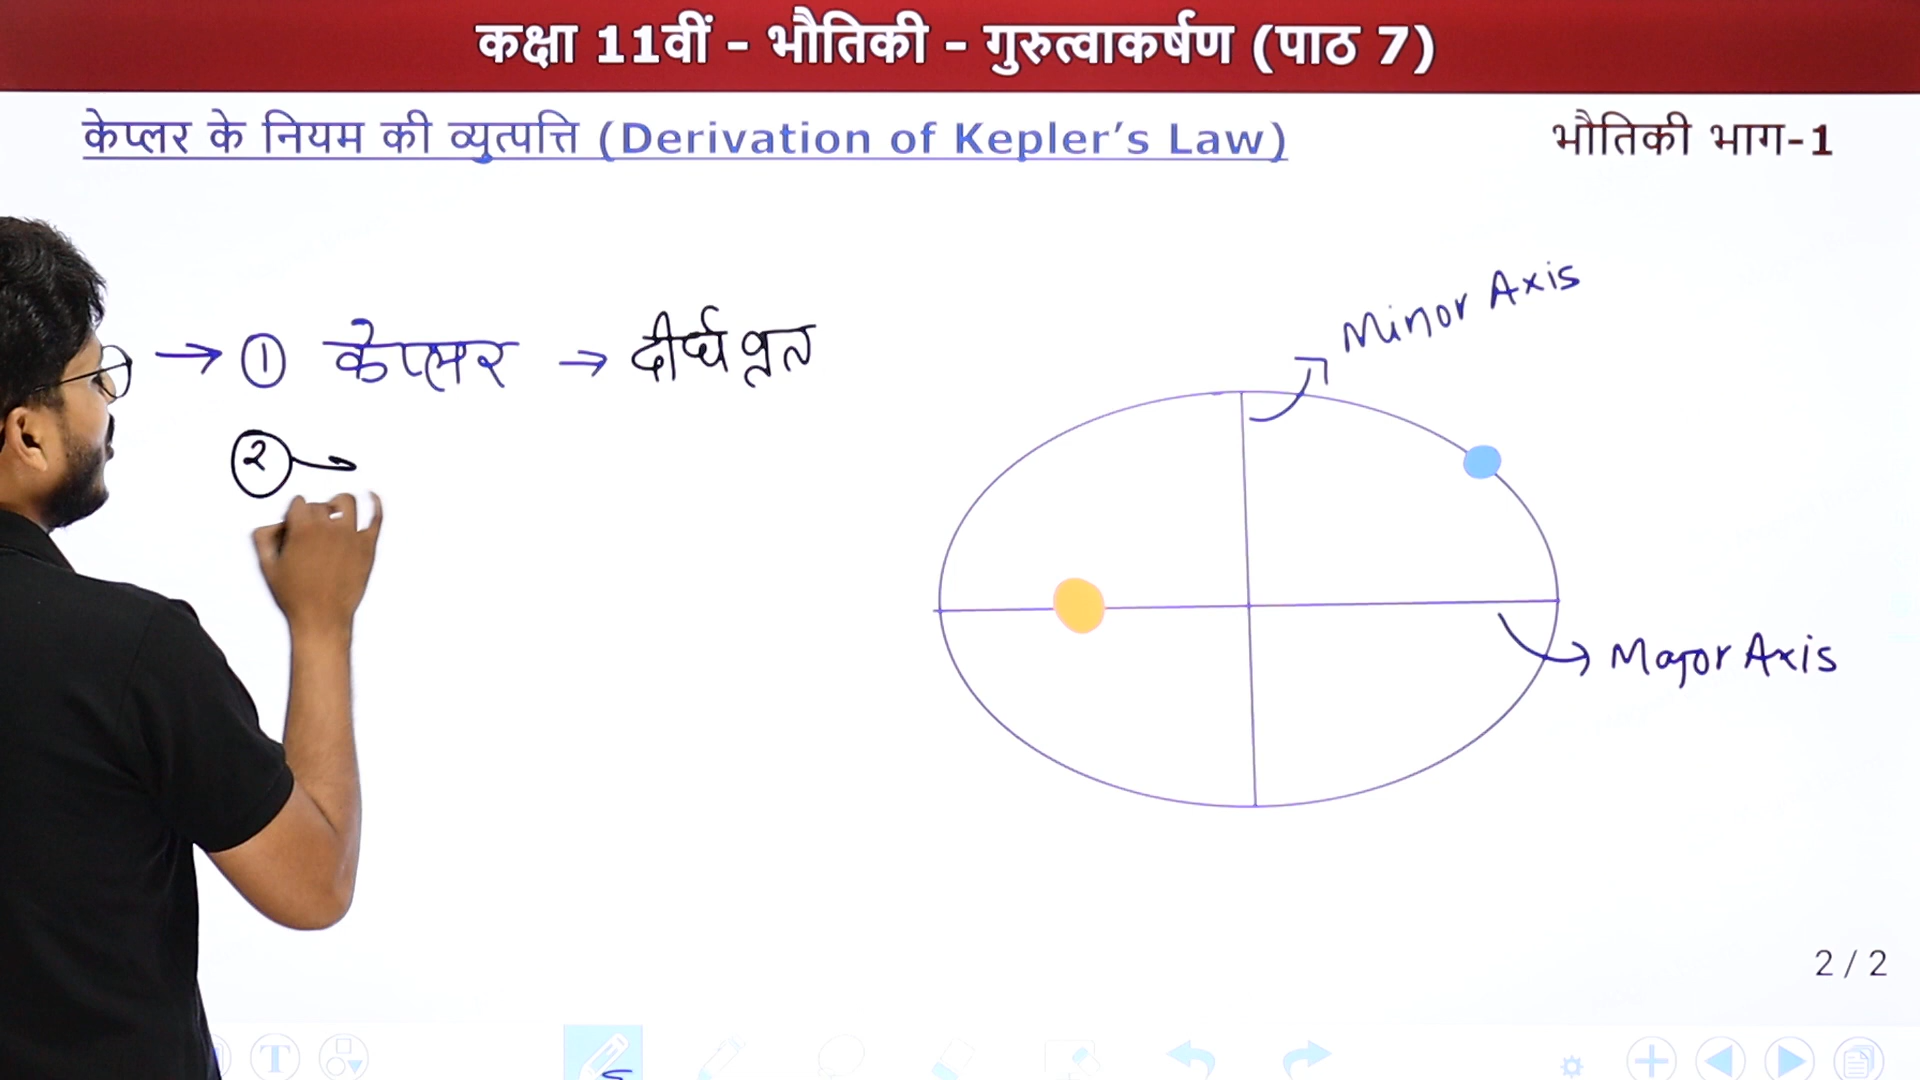 कक्षा 11वीं - भौतिकी - गुरुत्वाकर्षण (पाठ 7)
केप्लर के नियम की व्युत्पत्ति (Derivation of Kepler’s Law)
भौतिकी भाग-1
Minor Axis
→ ① केप्लर → दीर्घवृत
② →
Major Axis
2 / 2
T